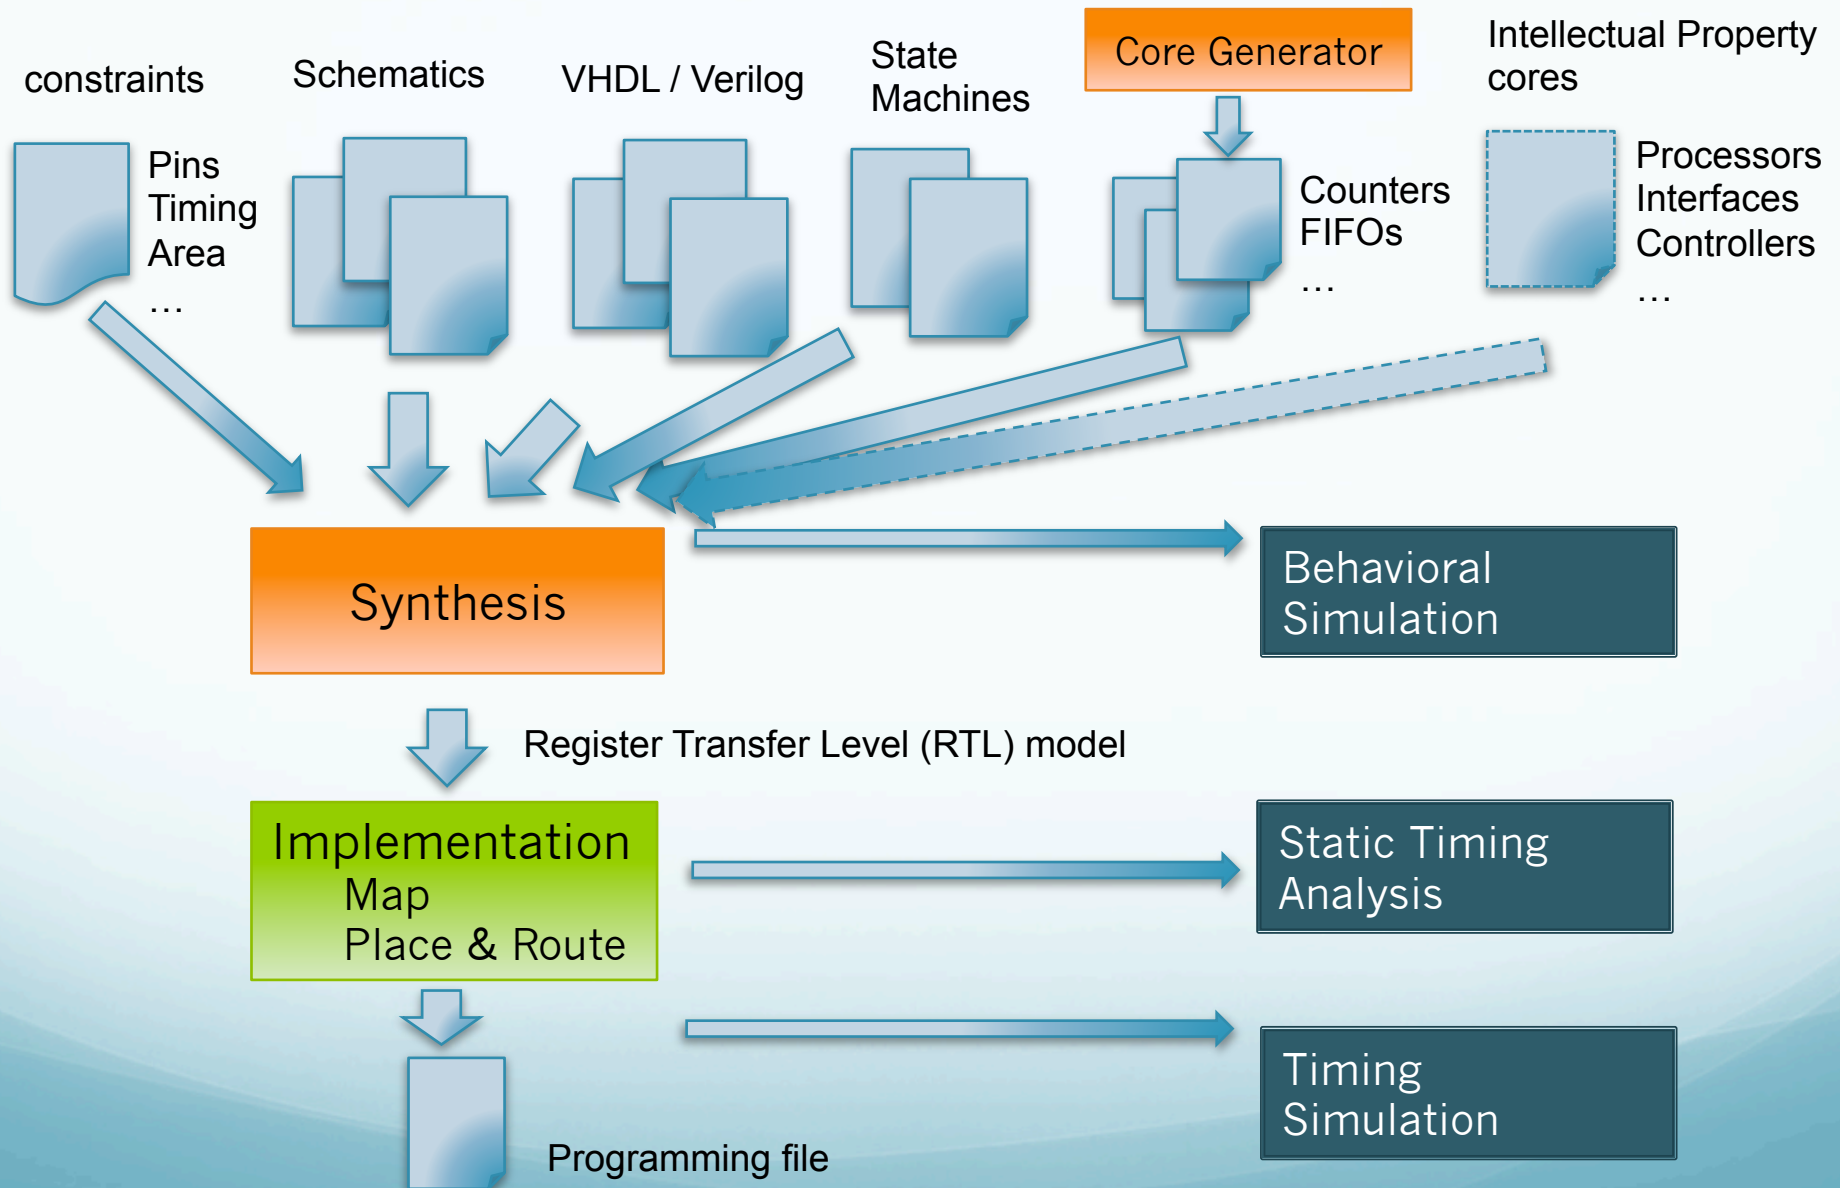 constraints
Schematics
VHDL / Verilog
State
Machines
Core Generator
Intellectual Property
cores
Pins
Timing
Area
…
Counters
FIFOs
…
Processors
Interfaces
Controllers
…
Synthesis
Behavioral
Simulation
Register Transfer Level (RTL) model
Implementation
Map
Place & Route
Static Timing
Analysis
Timing
Simulation
Programming file